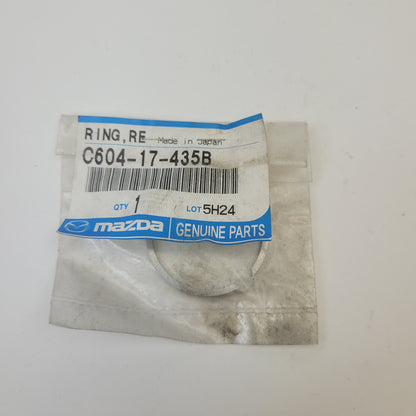 RING,RE Made in Japan
C604-17-435B
QTY 1 LOT 5H24
mazda GENUINE PARTS